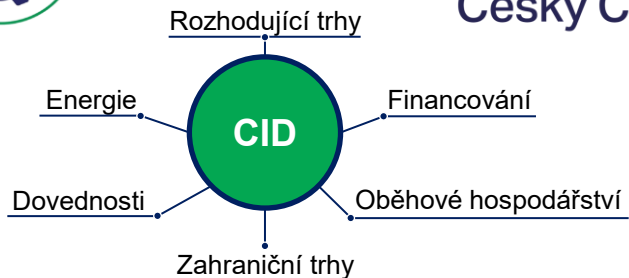 Český C
Rozhodující trhy
Energie
Financování
CID
Dovednosti
Oběhové hospodářství
Zahraniční trhy